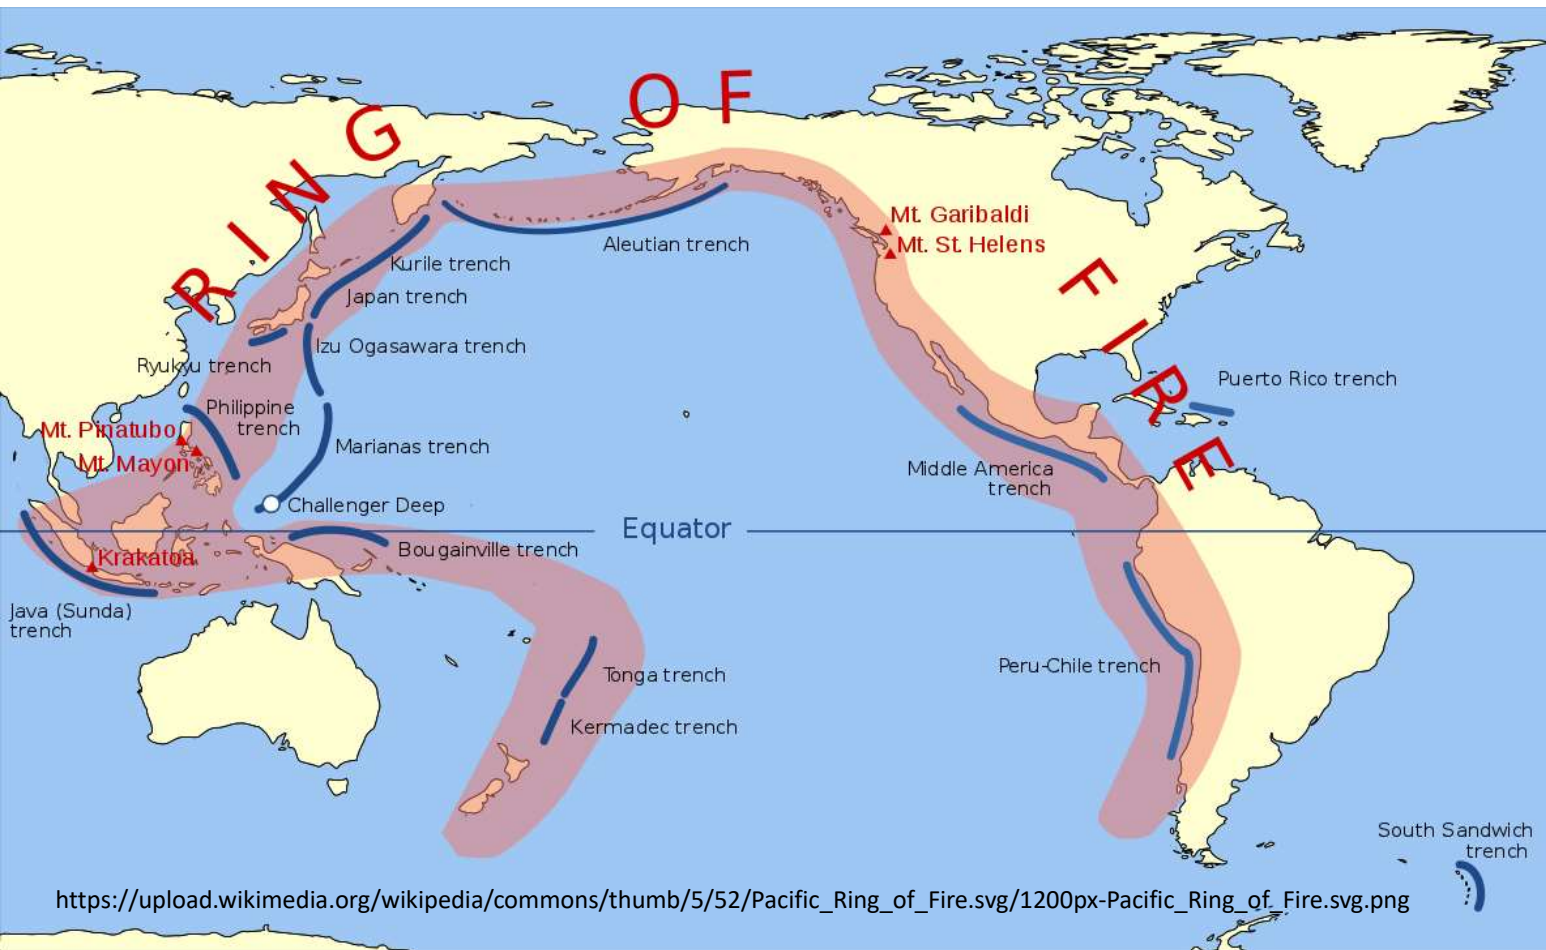 RING OF FIRE
Mt. Garibaldi
Mt. St. Helens
Aleutian trench
Kurile trench
Japan trench
Izu Ogasawara trench
Ryukyu trench
Puerto Rico trench
Philippine
trench
Mt. Pinatubo
Marianas trench
Mt. Mayon
Middle America
trench
Challenger Deep
Equator
Bougainville trench
Krakatoa
Java (Sunda)
trench
Peru-Chile trench
Tonga trench
Kermadec trench
South Sandwich
trench
https://upload.wikimedia.org/wikipedia/commons/thumb/5/52/Pacific_Ring_of_Fire.svg/1200px-Pacific_Ring_of_Fire.svg.png